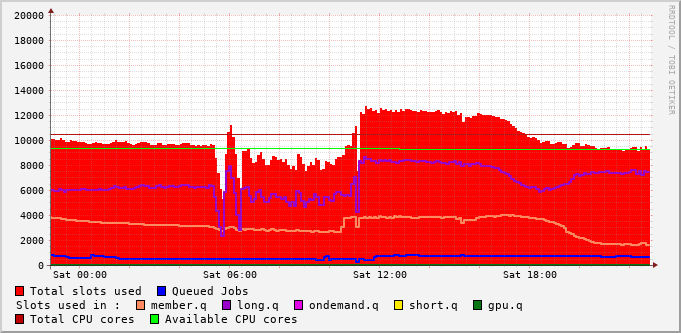 20000
18000
16000
14000
12000
10000
8000
6000
4000
2000
0
Sat 00:00 Sat 06:00 Sat 12:00 Sat 18:00
RRDTOOL / TOBI OETIKER
Total slots used Queued Jobs
Slots used in : member.q long.q ondemand.q short.q gpu.q
Total CPU cores Available CPU cores